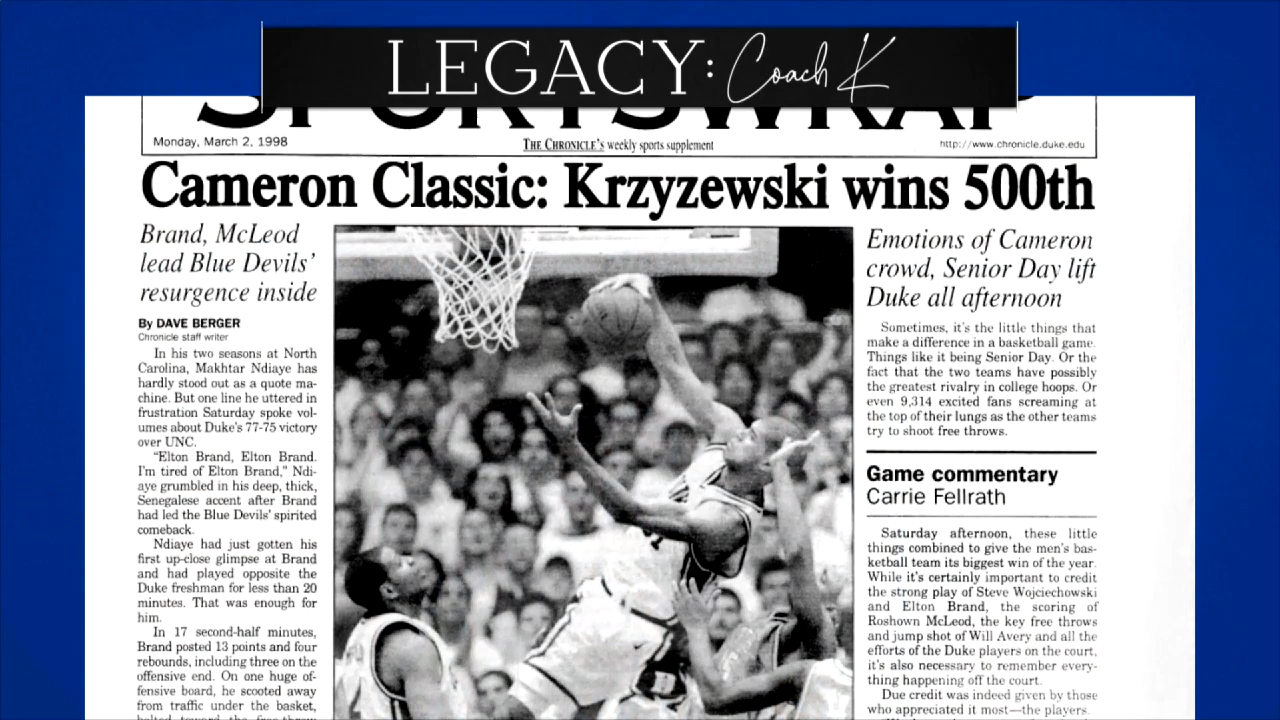 LEGACY: Coach K
SPORTSWRAP
Monday, March 2, 1998
THE CHRONICLE'S weekly sports supplement
http://www.chronicle.duke.edu
Cameron Classic: Krzyzewski wins 500th
Brand, McLeod
lead Blue Devils'
resurgence inside
By DAVE BERGER
Chronicle staff writer
In his two seasons at North
Carolina, Makhtar Ndiaye has
hardly stood out as a quote ma-
chine. But one line he uttered in
frustration Saturday spoke vol-
umes about Duke's 77-75 victory
over UNC.
"Elton Brand, Elton Brand.
I'm tired of Elton Brand," Ndi-
aye grumbled in his deep, thick,
Senegalese accent after Brand
had led the Blue Devils' spirited
comeback.
Ndiaye had just gotten his
first up-close glimpse at Brand
and had played opposite the
Duke freshman for less than 20
minutes. That was enough for
him.
In 17 second-half minutes,
Brand posted 13 points and four
rebounds, including three on the
offensive end. On one huge of-
fensive board, he scooted away
from traffic under the basket,
Emotions of Cameron
crowd, Senior Day lift
Duke all afternoon
Sometimes, it's the little things that
make a difference in a basketball game.
Things like it being Senior Day. Or the
fact that the two teams have possibly
the greatest rivalry in college hoops. Or
even 9,314 excited fans screaming at
the top of their lungs as the other teams
try to shoot free throws.
Game commentary
Carrie Fellrath
Saturday afternoon, these little
things combined to give the men's bas-
ketball team its biggest win of the year.
While it's certainly important to credit
the strong play of Steve Wojciechowski
and Elton Brand, the scoring of
Roshown McLeod, the key free throws
and jump shot of Will Avery and all the
efforts of the Duke players on the court,
it's also necessary to remember every-
thing happening off the court.
Due credit was indeed given by those
who appreciated it most—the players.